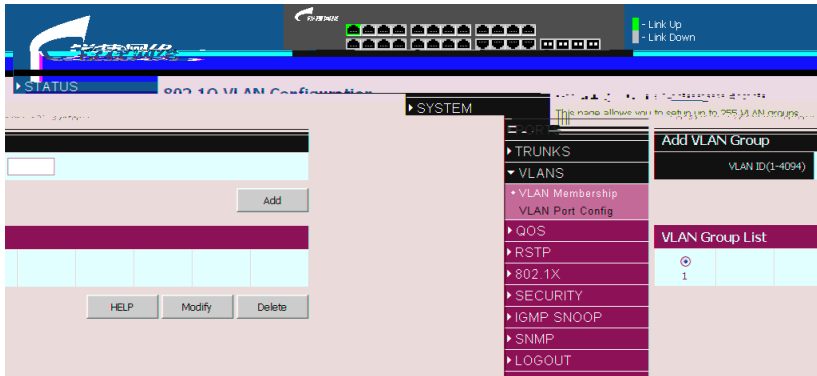 - Link Up
- Link Down
STATUS
802.1Q VLAN Configuration
SYSTEM
This page allows you to setup up to 255 VLAN groups.
PORTS
TRUNKS
VLANS
VLAN Membership
VLAN Port Config
QOS
RSTP
802.1X
SECURITY
IGMP SNOOP
SNMP
LOGOUT
Add VLAN Group
VLAN ID(1-4094)
Add
VLAN Group List
1
HELP
Modify
Delete